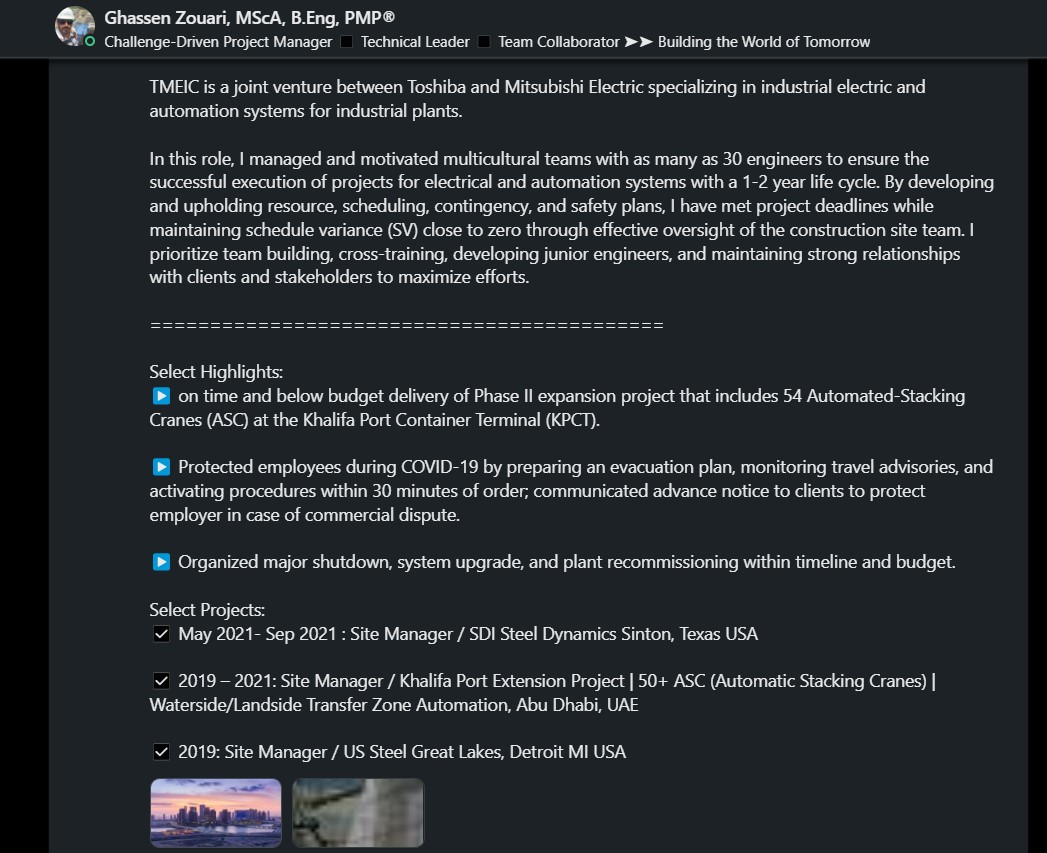 Ghassen Zouari, MScA, B.Eng, PMP®
Challenge-Driven Project Manager ⬛ Technical Leader ⬛ Team Collaborator ➤➤ Building the World of Tomorrow
TMEIC is a joint venture between Toshiba and Mitsubishi Electric specializing in industrial electric and
automation systems for industrial plants.
In this role, I managed and motivated multicultural teams with as many as 30 engineers to ensure the
successful execution of projects for electrical and automation systems with a 1-2 year life cycle. By developing
and upholding resource, scheduling, contingency, and safety plans, I have met project deadlines while
maintaining schedule variance (SV) close to zero through effective oversight of the construction site team. I
prioritize team building, cross-training, developing junior engineers, and maintaining strong relationships
with clients and stakeholders to maximize efforts.
===========================================
Select Highlights:
▶ on time and below budget delivery of Phase II expansion project that includes 54 Automated-Stacking
Cranes (ASC) at the Khalifa Port Container Terminal (KPCT).
▶ Protected employees during COVID-19 by preparing an evacuation plan, monitoring travel advisories, and
activating procedures within 30 minutes of order; communicated advance notice to clients to protect
employer in case of commercial dispute.
▶ Organized major shutdown, system upgrade, and plant recommissioning within timeline and budget.
Select Projects:
☑ May 2021- Sep 2021 : Site Manager / SDI Steel Dynamics Sinton, Texas USA
☑ 2019 – 2021: Site Manager / Khalifa Port Extension Project | 50+ ASC (Automatic Stacking Cranes) |
Waterside/Landside Transfer Zone Automation, Abu Dhabi, UAE
☑ 2019: Site Manager / US Steel Great Lakes, Detroit MI USA